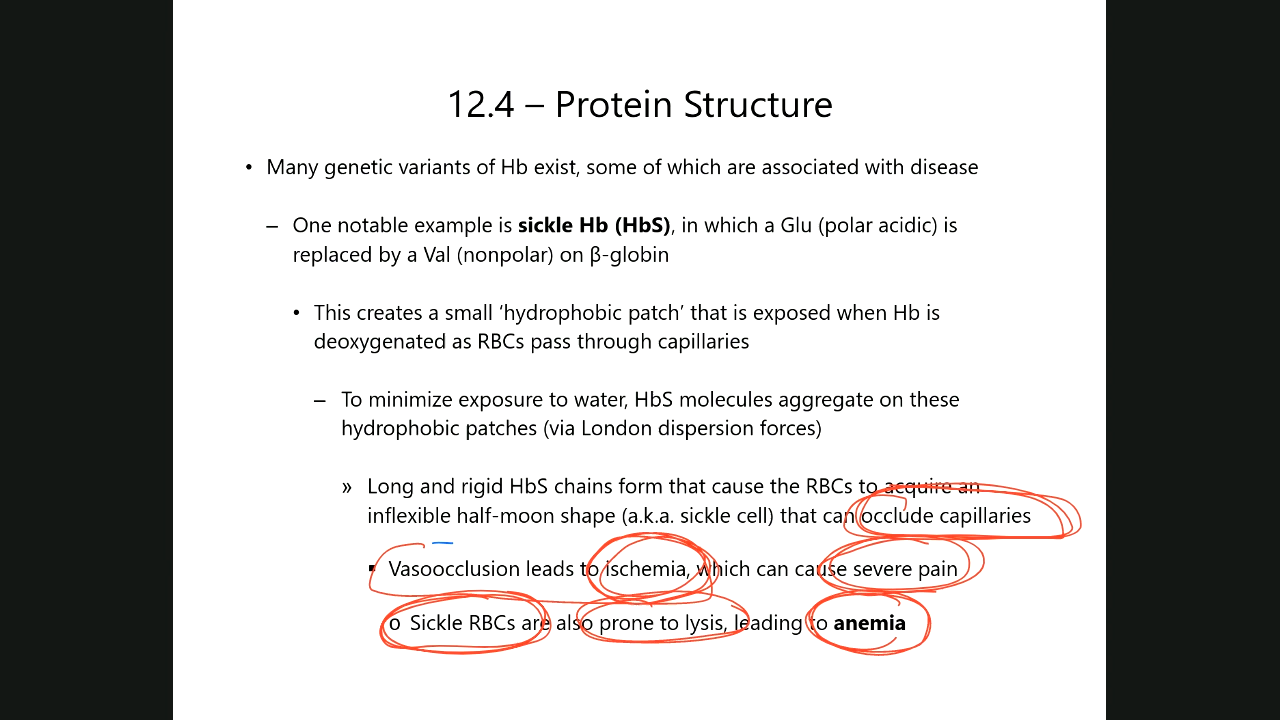 12.4 – Protein Structure
• Many genetic variants of Hb exist, some of which are associated with disease
– One notable example is sickle Hb (HbS), in which a Glu (polar acidic) is
replaced by a Val (nonpolar) on β-globin
• This creates a small ‘hydrophobic patch’ that is exposed when Hb is
deoxygenated as RBCs pass through capillaries
– To minimize exposure to water, HbS molecules aggregate on these
hydrophobic patches (via London dispersion forces)
» Long and rigid HbS chains form that cause the RBCs to acquire an
inflexible half-moon shape (a.k.a. sickle cell) that can occlude capillaries
▪ Vasoocclusion leads to ischemia, which can cause severe pain
o Sickle RBCs are also prone to lysis, leading to anemia